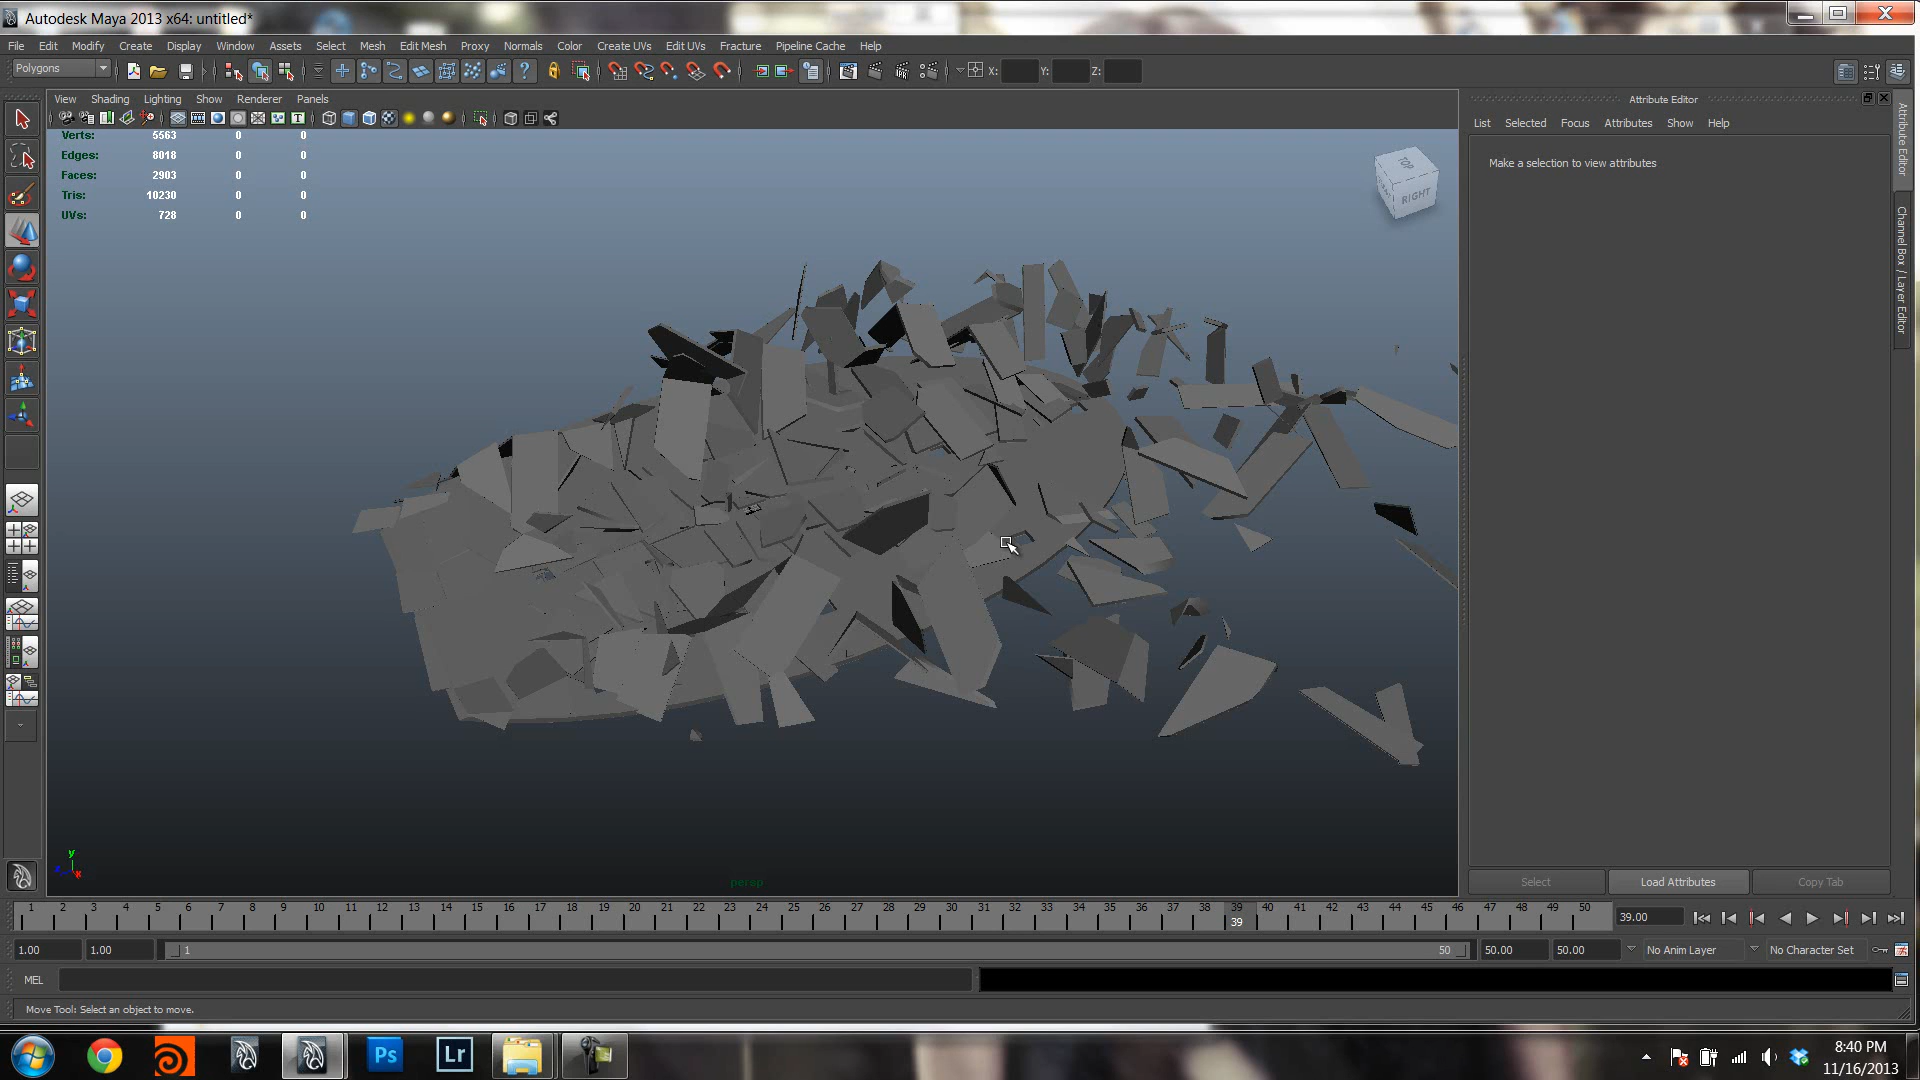 Autodesk Maya 2013 x64: untitled*
File Edit Modify Create Display Window Assets Select Mesh Edit Mesh Proxy Normals Color Create UVs Edit UVs Fracture Pipeline Cache Help
Polygons X: Y: Z:
View Shading Lighting Show Renderer Panels
Attribute Editor
List Selected Focus Attributes Show Help
Make a selection to view attributes
Verts: 5563 0 0
Edges: 8018 0 0
Faces: 2903 0 0
Tris: 10230 0 0
UVs: 728 0 0
TOP
RIGHT
Attribute Editor
Channel Box / Layer Editor
y
x
persp
Select Load Attributes Copy Tab
1 2 3 4 5 6 7 8 9 10 11 12 13 14 15 16 17 18 19 20 21 22 23 24 25 26 27 28 29 30 31 32 33 34 35 36 37 38 39 40 41 42 43 44 45 46 47 48 49 50
39
39.00
1.00 1.00 1 50 50.00 50.00 No Anim Layer No Character Set
MEL
Move Tool: Select an object to move.
Ps Lr
8:40 PM
11/16/2013